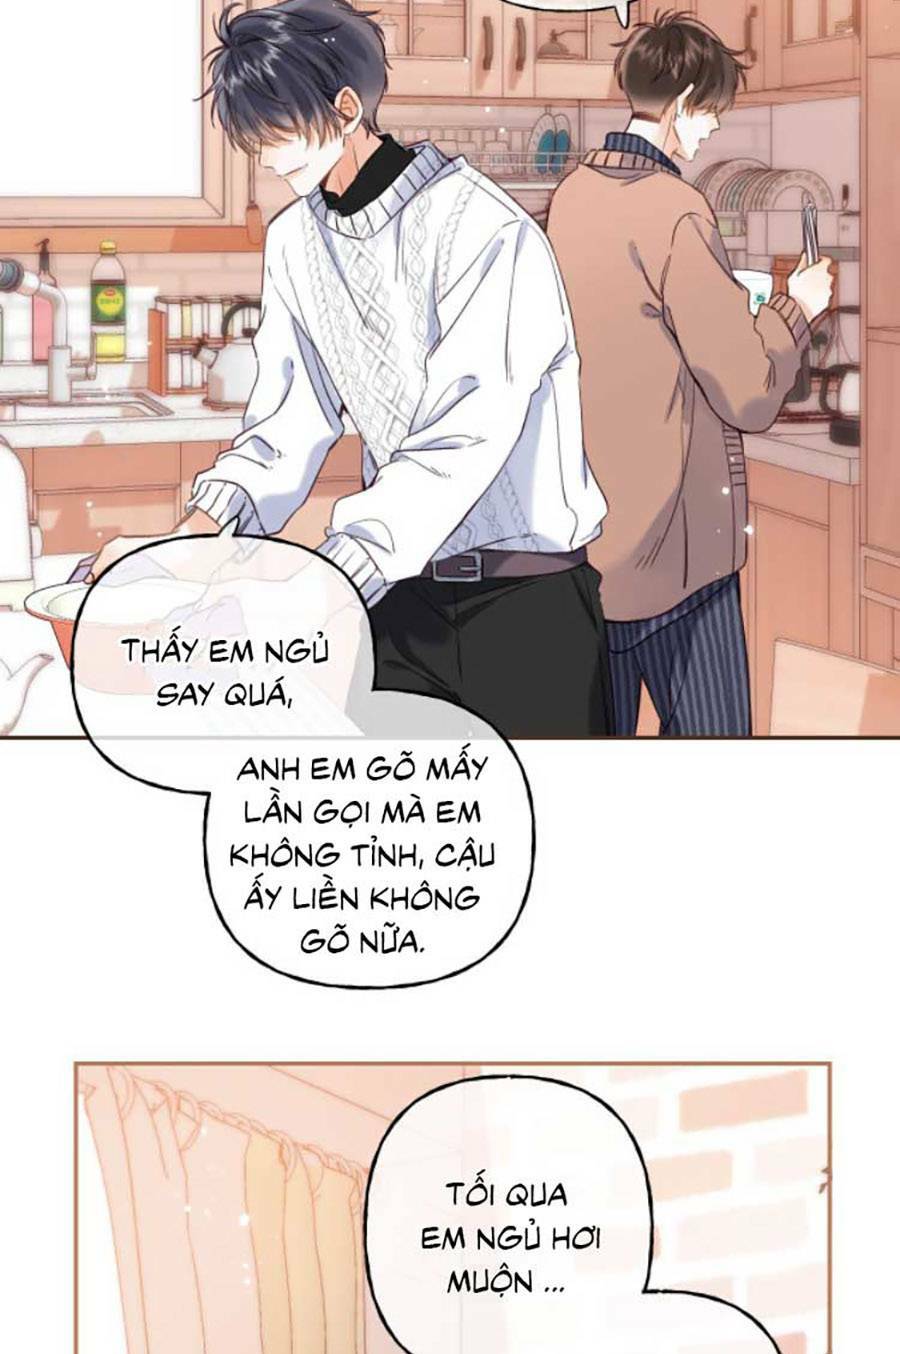 THẤY EM NGỦ
SAY QUÁ,
ANH EM GÕ MẤY
LẦN GỌI MÀ EM
KHÔNG TỈNH, CẬU
ẤY LIỀN KHÔNG
GÕ NỮA.
TỐI QUA
EM NGỦ HƠI
MUỘN ...